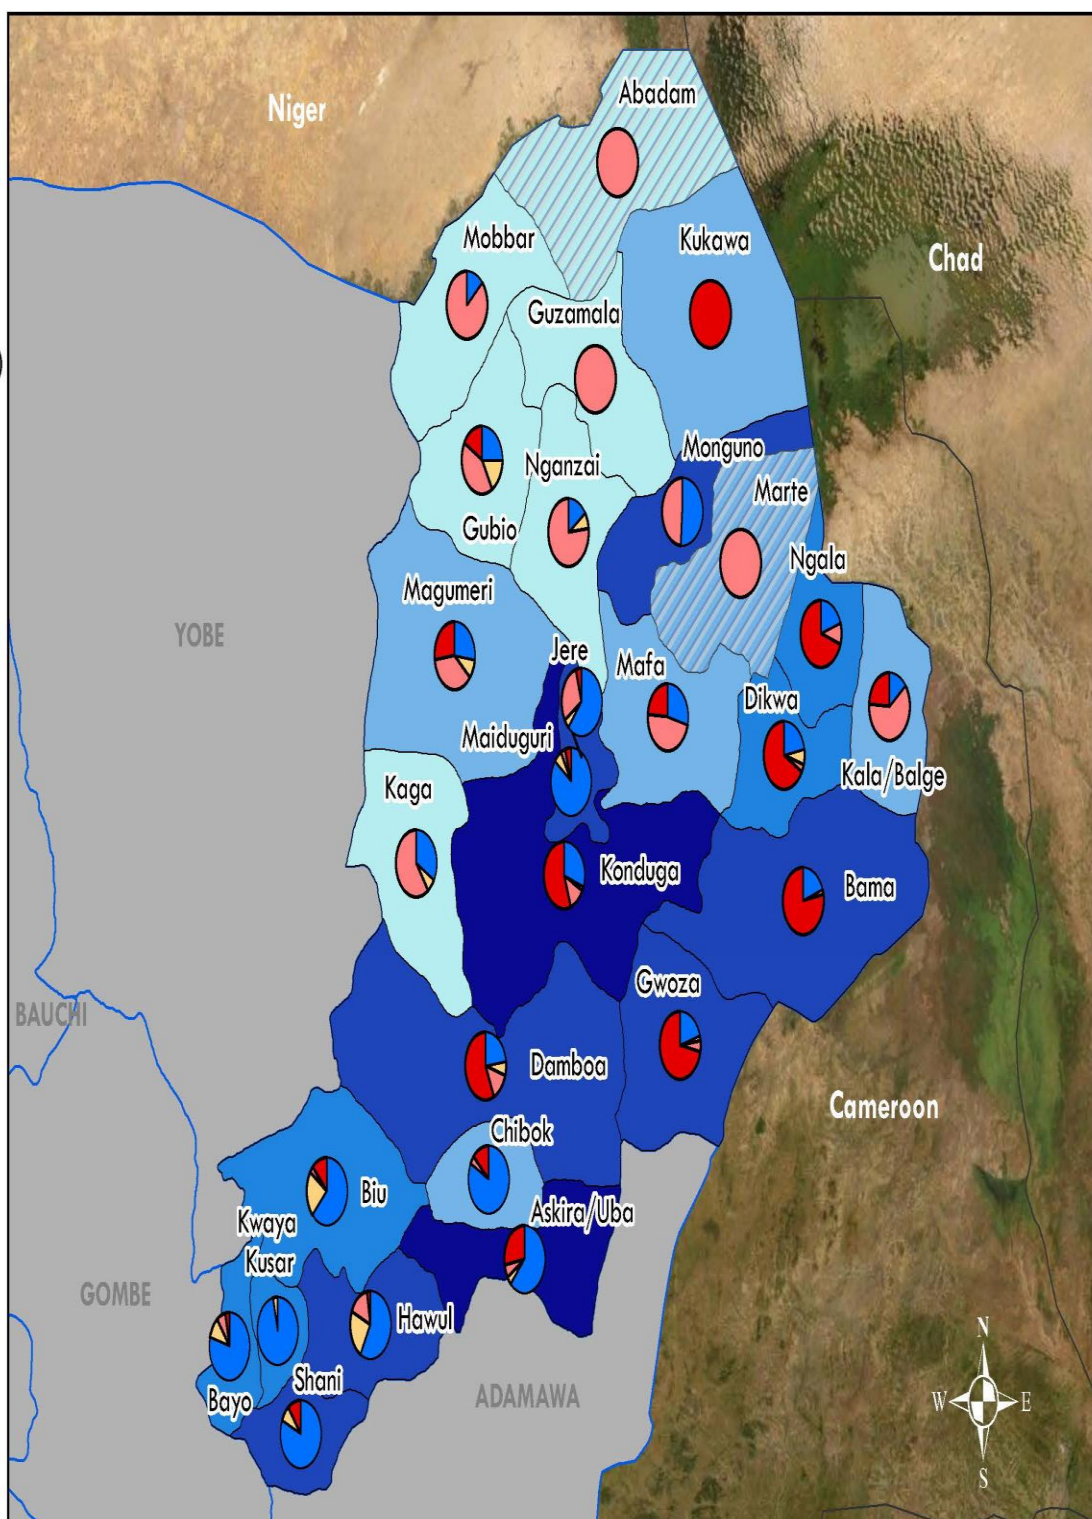 Abadam
Niger
Mobbar
Kukawa
Chad
Guzamala
Monguno
Nganzai
Marte
Gubio
Ngala
Magumeri
YOBE
Jere
Mafa
Dikwa
Maiduguri
Kala/Balge
Kaga
Konduga
Bama
Gwoza
BAUCHI
Damboa
Cameroon
Chibok
Biu
Askira/Uba
Kwaya
Kusar
GOMBE
Hawul
N
Shani
Bayo
ADAMAWA
W
E
S